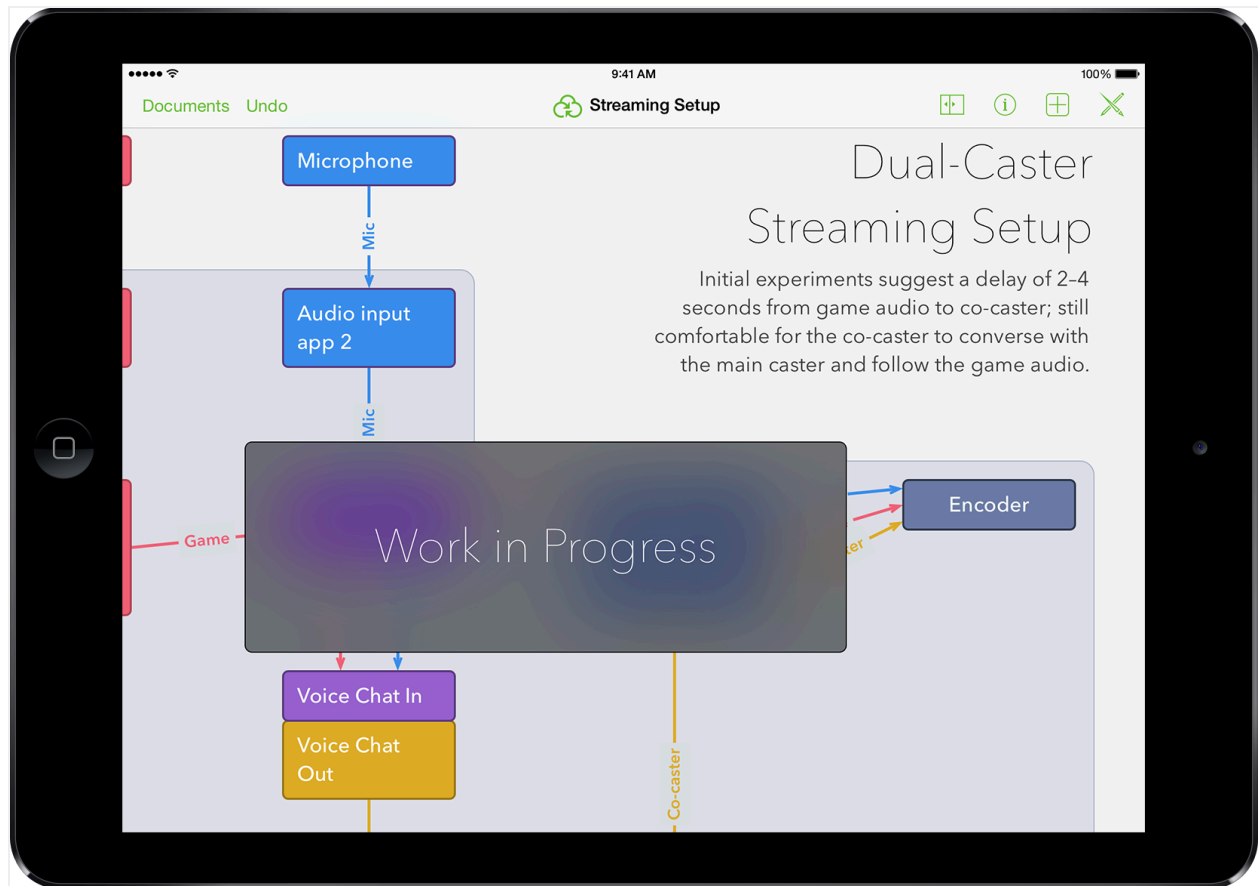 9:41 AM
100%
Documents
Undo
Streaming Setup
Microphone
Dual-Caster
Streaming Setup
Mic
Initial experiments suggest a delay of 2–4
seconds from game audio to co-caster; still
comfortable for the co-caster to converse with
the main caster and follow the game audio.
Audio input
app 2
Mic
Encoder
Game
Work in Progress
Voice Chat In
Voice Chat
Out
Co-caster